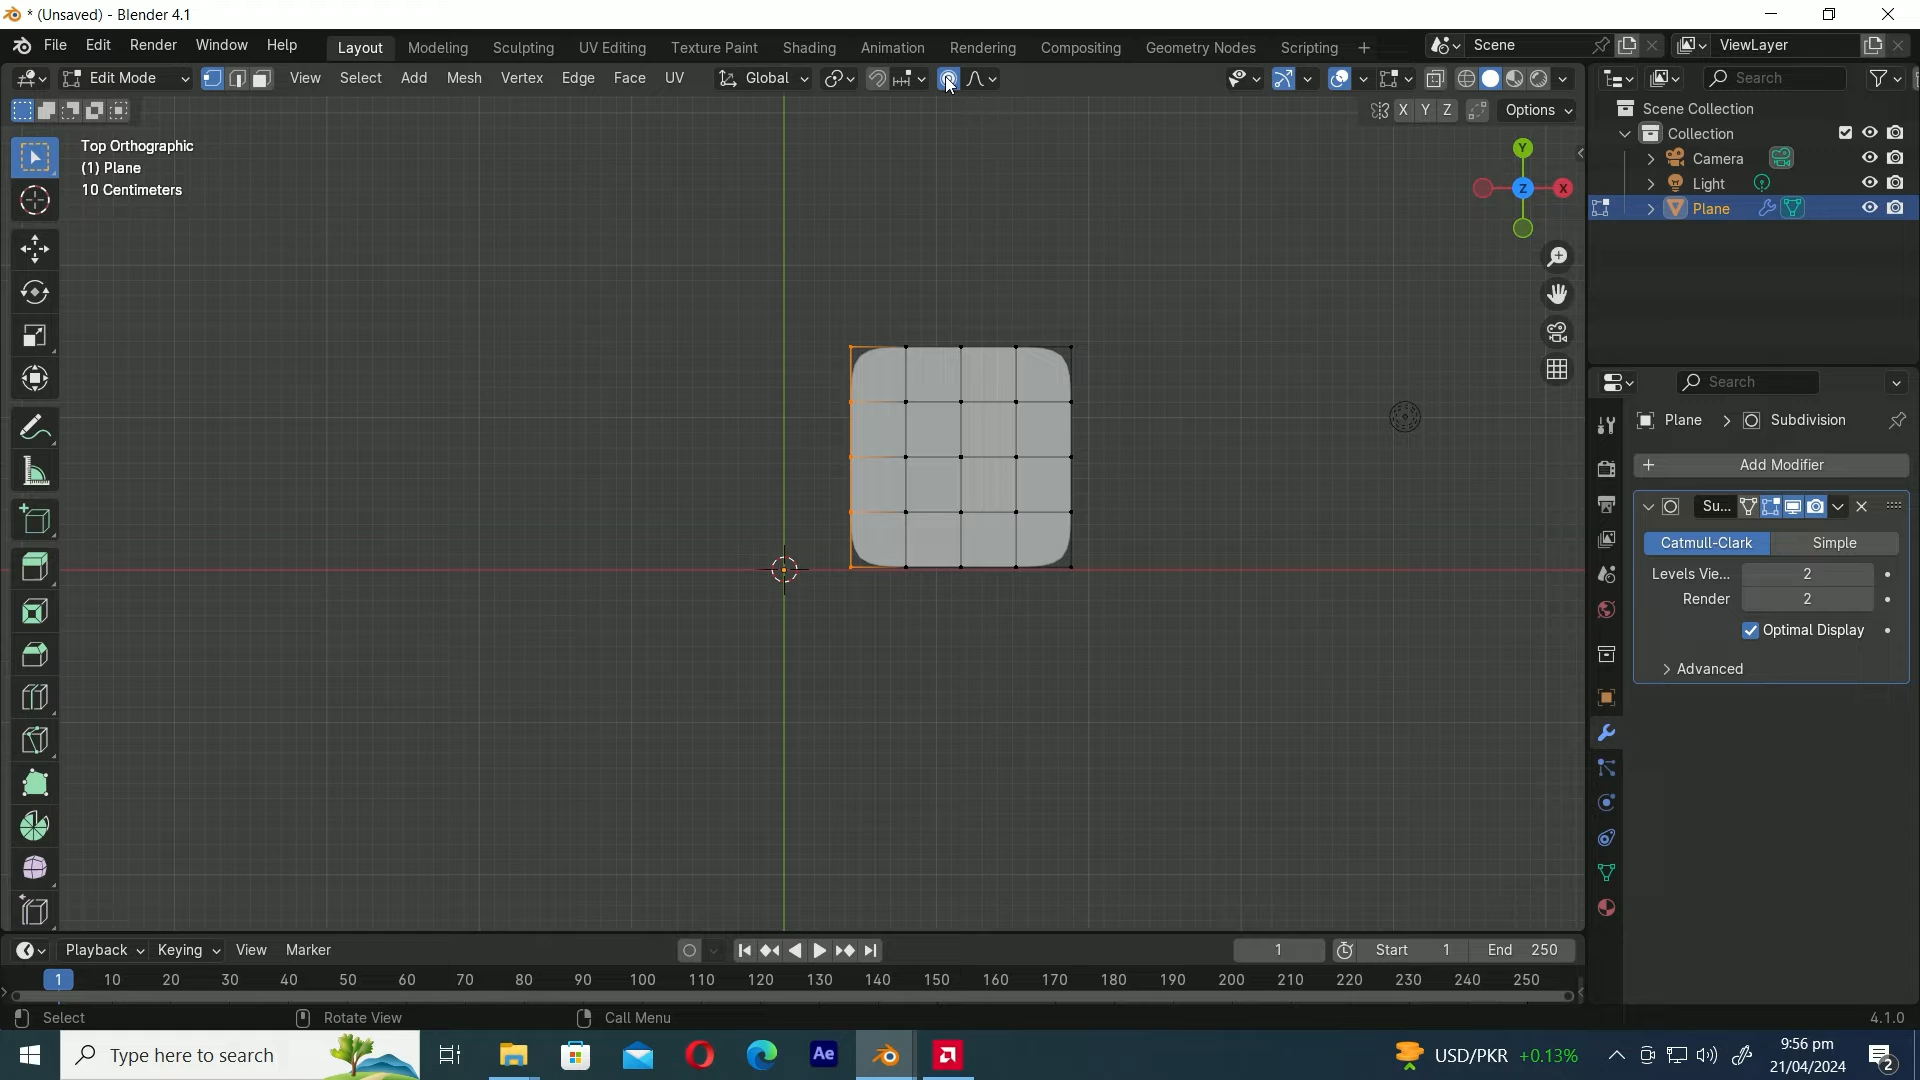 * (Unsaved) - Blender 4.1
File Edit Render Window Help Layout Modeling Sculpting UV Editing Texture Paint Shading Animation Rendering Compositing Geometry Nodes Scripting + Scene ViewLayer
Edit Mode View Select Add Mesh Vertex Edge Face UV Global Search
X Y Z Options
Scene Collection
Collection
Camera
Light
Plane
Top Orthographic
(1) Plane
10 Centimeters
Y
Z X
Search
Plane > Subdivision
+ Add Modifier
Su...
Catmull-Clark Simple
Levels Vie... 2
Render 2
Optimal Display
Advanced
Playback Keying View Marker 1 Start 1 End 250
1 10 20 30 40 50 60 70 80 90 100 110 120 130 140 150 160 170 180 190 200 210 220 230 240 250
Select Rotate View Call Menu 4.1.0
Type here to search Ae USD/PKR +0.13% 9:56 pm
21/04/2024
2